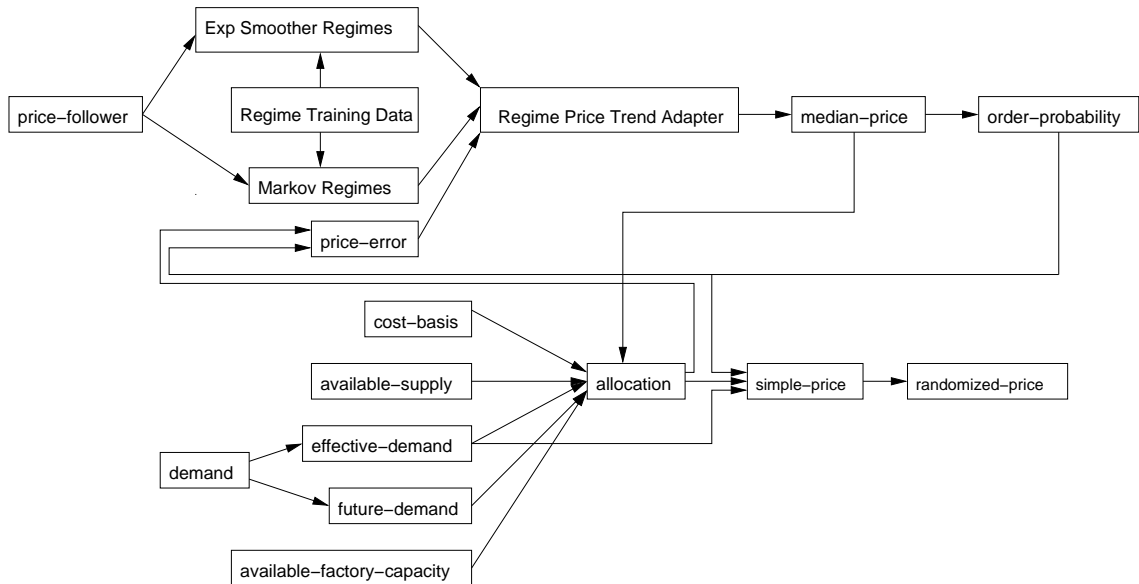 Exp Smoother Regimes
price−follower
Regime Training Data
Regime Price Trend Adapter
median−price
order−probability
Markov Regimes
price−error
cost−basis
available−supply
allocation
simple−price
randomized−price
effective−demand
demand
future−demand
available−factory−capacity